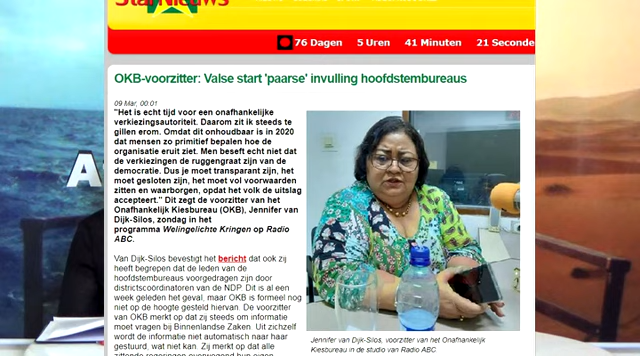 StarNieuws
76 Dagen 5 Uren 41 Minuten 21 Seconde
OKB-voorzitter: Valse start 'paarse' invulling hoofdstembureaus
09 Mar, 00:01
"Het is echt tijd voor een onafhankelijke
verkiezingsautoriteit. Daarom zit ik steeds te
gillen erom. Omdat dit onhoudbaar is in 2020
dat mensen zo primitief bepalen hoe de
organisatie eruit ziet. Men beseft echt niet dat
de verkiezingen de ruggengraat zijn van de
democratie. Dus je moet transparant zijn, het
moet gesloten zijn, het moet vol voorwaarden
zitten en waarborgen, opdat het volk de uitslag
accepteert." Dit zegt de voorzitter van het
Onafhankelijk Kiesbureau (OKB), Jennifer van
Dijk-Silos, zondag in het
programma Welingelichte Kringen op Radio
ABC.
Van Dijk-Silos bevestigt het bericht dat ook zij
heeft begrepen dat de leden van de
hoofdstembureaus voorgedragen zijn door
districtscoördinatoren van de NDP. Dit is al een
week geleden het geval, maar OKB is formeel nog
niet op de hoogte gesteld hiervan. De voorzitter
van OKB merkt op dat zij steeds om informatie
moet vragen bij Binnenlandse Zaken. Uit zichzelf
wordt de informatie niet automatisch naar haar
gestuurd, wat niet kan. Zij merkt op dat alle
Jennifer van Dijk-Silos, voorzitter van het Onafhankelijk
Kiesbureau in de studio van Radio ABC
A